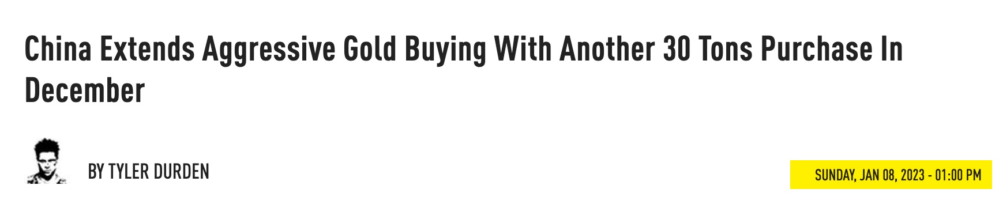 China Extends Aggressive Gold Buying With Another 30 Tons Purchase In
December
BY TYLER DURDEN
SUNDAY, JAN 08, 2023 - 01:00 PM